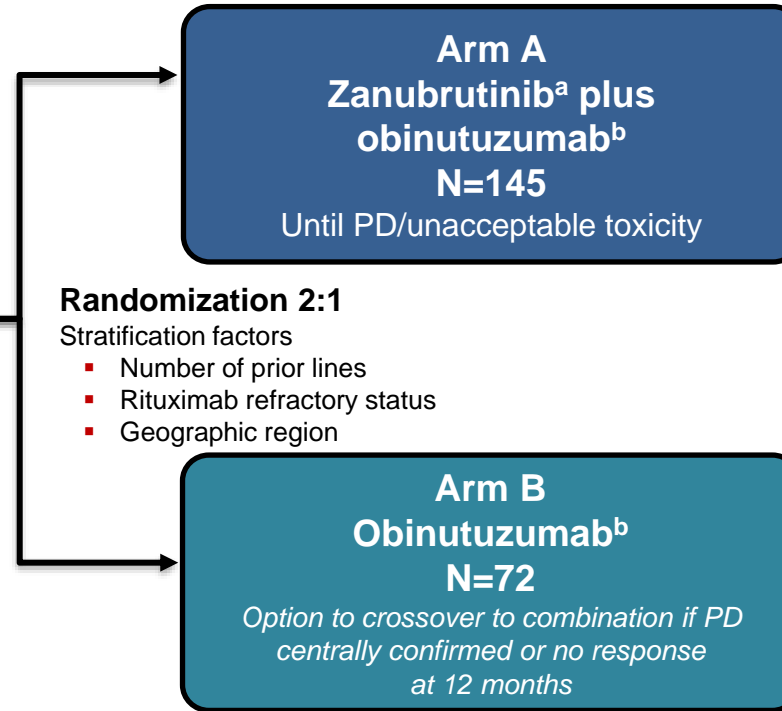 Arm A
Zanubrutinibᵃ plus
obinutuzumabᵇ
N=145
Until PD/unacceptable toxicity
Randomization 2:1
Stratification factors
▪ Number of prior lines
▪ Rituximab refractory status
▪ Geographic region
Arm B
Obinutuzumabᵇ
N=72
Option to crossover to combination if PD
centrally confirmed or no response
at 12 months